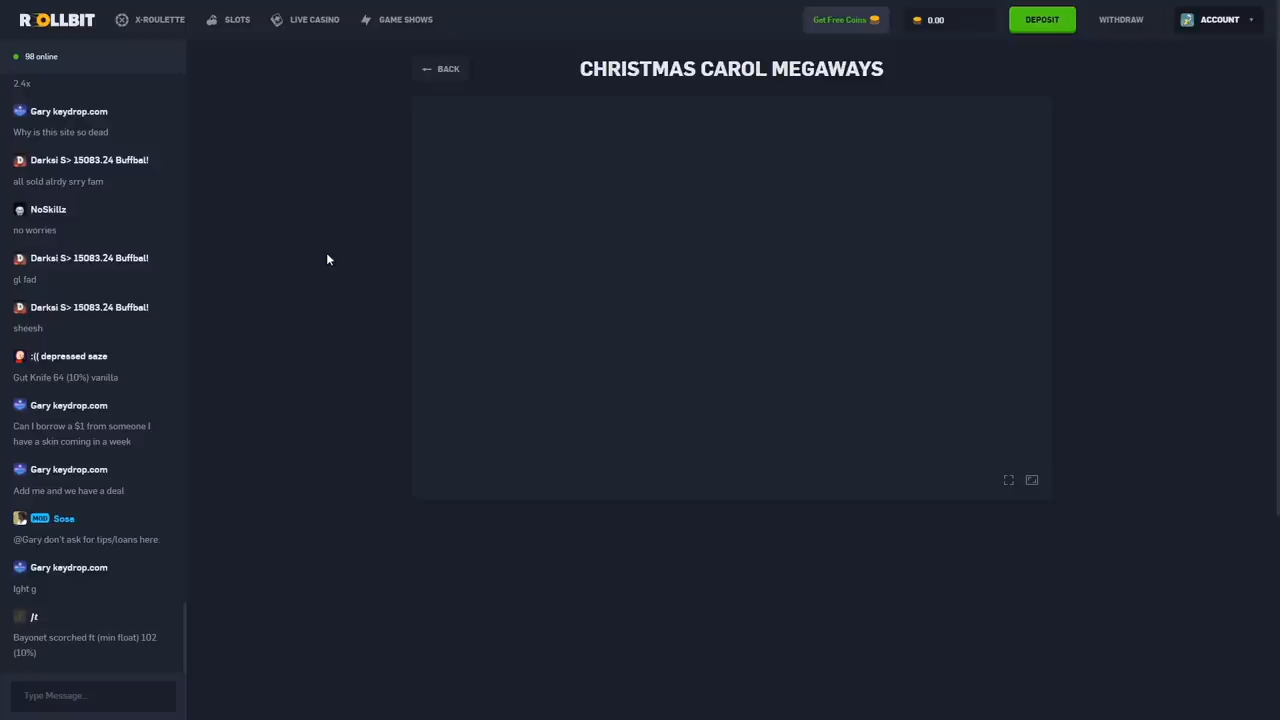 ROLLBIT
X-ROULETTE
SLOTS
LIVE CASINO
GAME SHOWS
Get Free Coins
0.00
DEPOSIT
WITHDRAW
ACCOUNT
98 online
2.4x
Gary keydrop.com
Why is this site so dead
Darksi S> 15083.24 Buffbal!
all sold alrdy srry fam
NoSkillz
no worries
Darksi S> 15083.24 Buffbal!
gl fad
Darksi S> 15083.24 Buffbal!
sheesh
:(( depressed saze
Gut Knife 64 (10%) vanilla
Gary keydrop.com
Can I borrow a $1 from someone I
have a skin coming in a week
Gary keydrop.com
Add me and we have a deal
MOD Sosa
@Gary don't ask for tips/loans here.
Gary keydrop.com
Ight g
/t
Bayonet scorched ft (min float) 102
(10%)
Type Message...
← BACK
CHRISTMAS CAROL MEGAWAYS